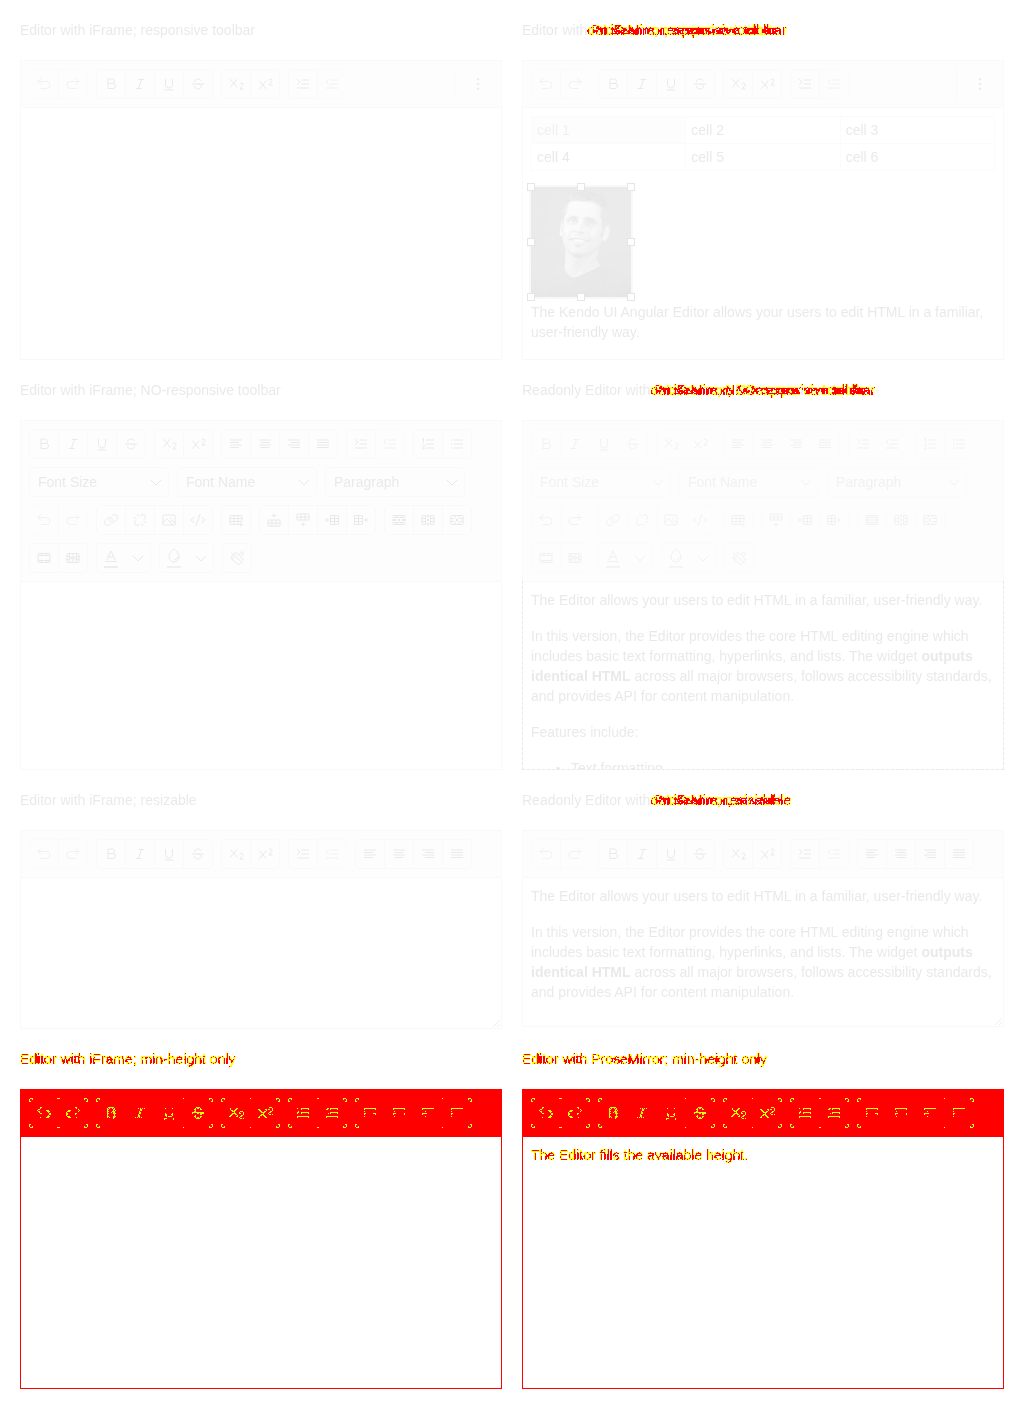 Editor with iFrame; responsive toolbar
Editor with
cell 1 cell 2 cell 3
cell 4 cell 5 cell 6
The Kendo UI Angular Editor allows your users to edit HTML in a familiar,
user-friendly way.
Editor with iFrame; NO-responsive toolbar
Readonly Editor with
B I U S X₂ X²
Font Size Font Name Paragraph
Font Size Font Name Paragraph
The Editor allows your users to edit HTML in a familiar, user-friendly way.
In this version, the Editor provides the core HTML editing engine which
includes basic text formatting, hyperlinks, and lists. The widget outputs
identical HTML across all major browsers, follows accessibility standards,
and provides API for content manipulation.
Features include:
• Text formatting
Editor with iFrame; resizable
Readonly Editor with
The Editor allows your users to edit HTML in a familiar, user-friendly way.
In this version, the Editor provides the core HTML editing engine which
includes basic text formatting, hyperlinks, and lists. The widget outputs
identical HTML across all major browsers, follows accessibility standards,
and provides API for content manipulation.
Editor with iFrame; min-height only
Editor with ProseMirror; min-height only
The Editor fills the available height.